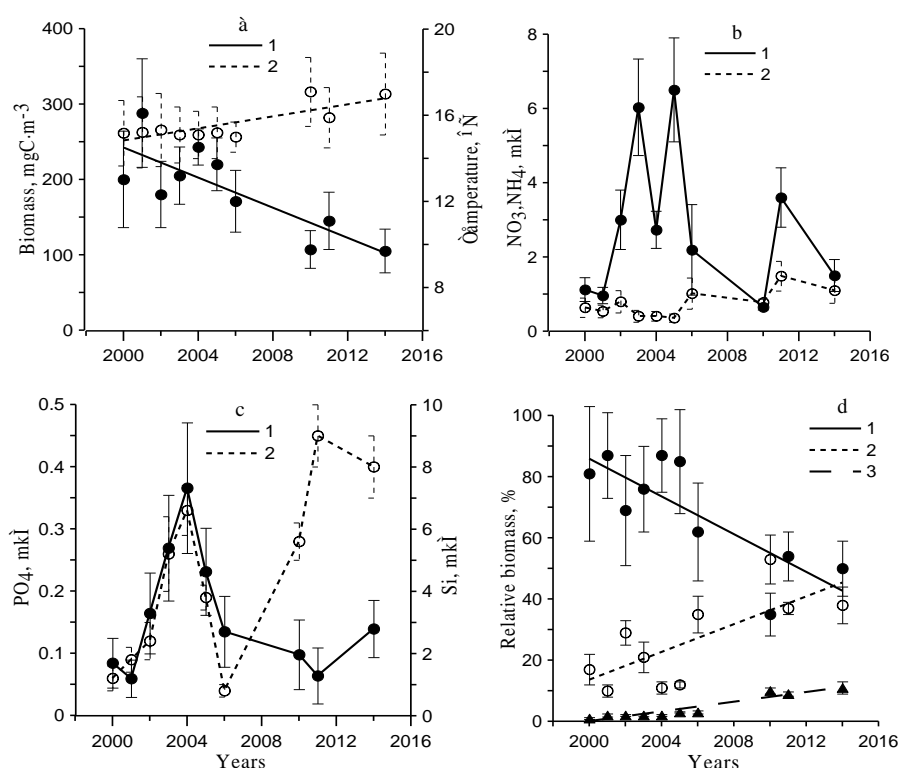 à
1
2
400
300
200
100
0
Biomass, mgC·m-3
20
16
12
8
6
Òåmperature, îÑ
2000 2004 2008 2012 2016
b
1
2
8
6
4
2
0
NO3,NH4, mkÌ
2000 2004 2008 2012 2016
c
1
2
0.5
0.4
0.3
0.2
0.1
0
PO4, mkÌ
10
8
6
4
2
0
Si, mkÌ
2000 2004 2008 2012 2016
Years
d
1
2
3
100
80
60
40
20
0
Relative biomass, %
2000 2004 2008 2012 2016
Years